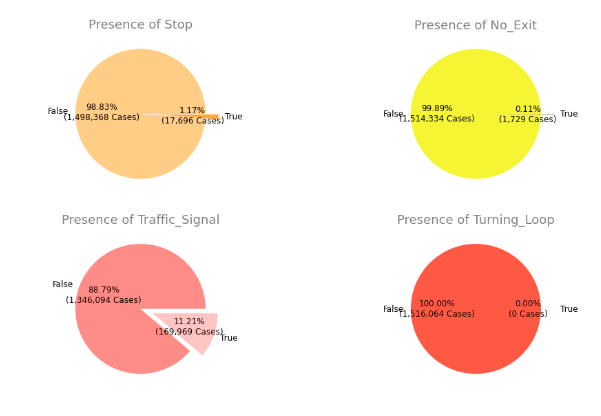 Presence of Stop
False
98.83%
(1,498,368 Cases)
1.17%
(17,696 Cases)
True
Presence of No_Exit
False
99.89%
(1,514,334 Cases)
0.11%
(1,729 Cases)
True
Presence of Traffic_Signal
False
88.79%
(1,346,094 Cases)
11.21%
(169,969 Cases)
True
Presence of Turning_Loop
False
100.00%
(1,516,064 Cases)
0.00%
(0 Cases)
True